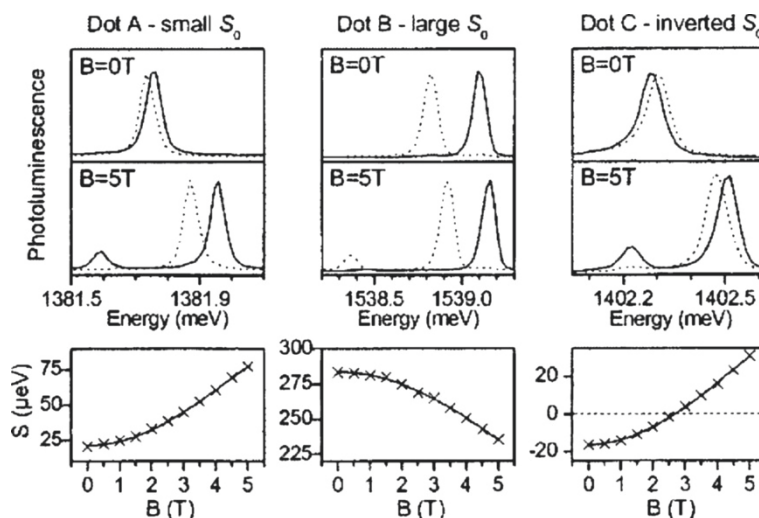 Dot A - small S₀
Dot B - large S₀
Dot C - inverted S₀
Photoluminescence
B=0T
B=0T
B=0T
B=5T
B=5T
B=5T
1381.5
1381.9
1538.5
1539.0
1402.2
1402.5
Energy (meV)
Energy (meV)
Energy (meV)
S (μeV)
75
50
25
300
275
250
225
20
0
-20
0
1
2
3
4
5
0
1
2
3
4
5
0
1
2
3
4
5
B (T)
B (T)
B (T)